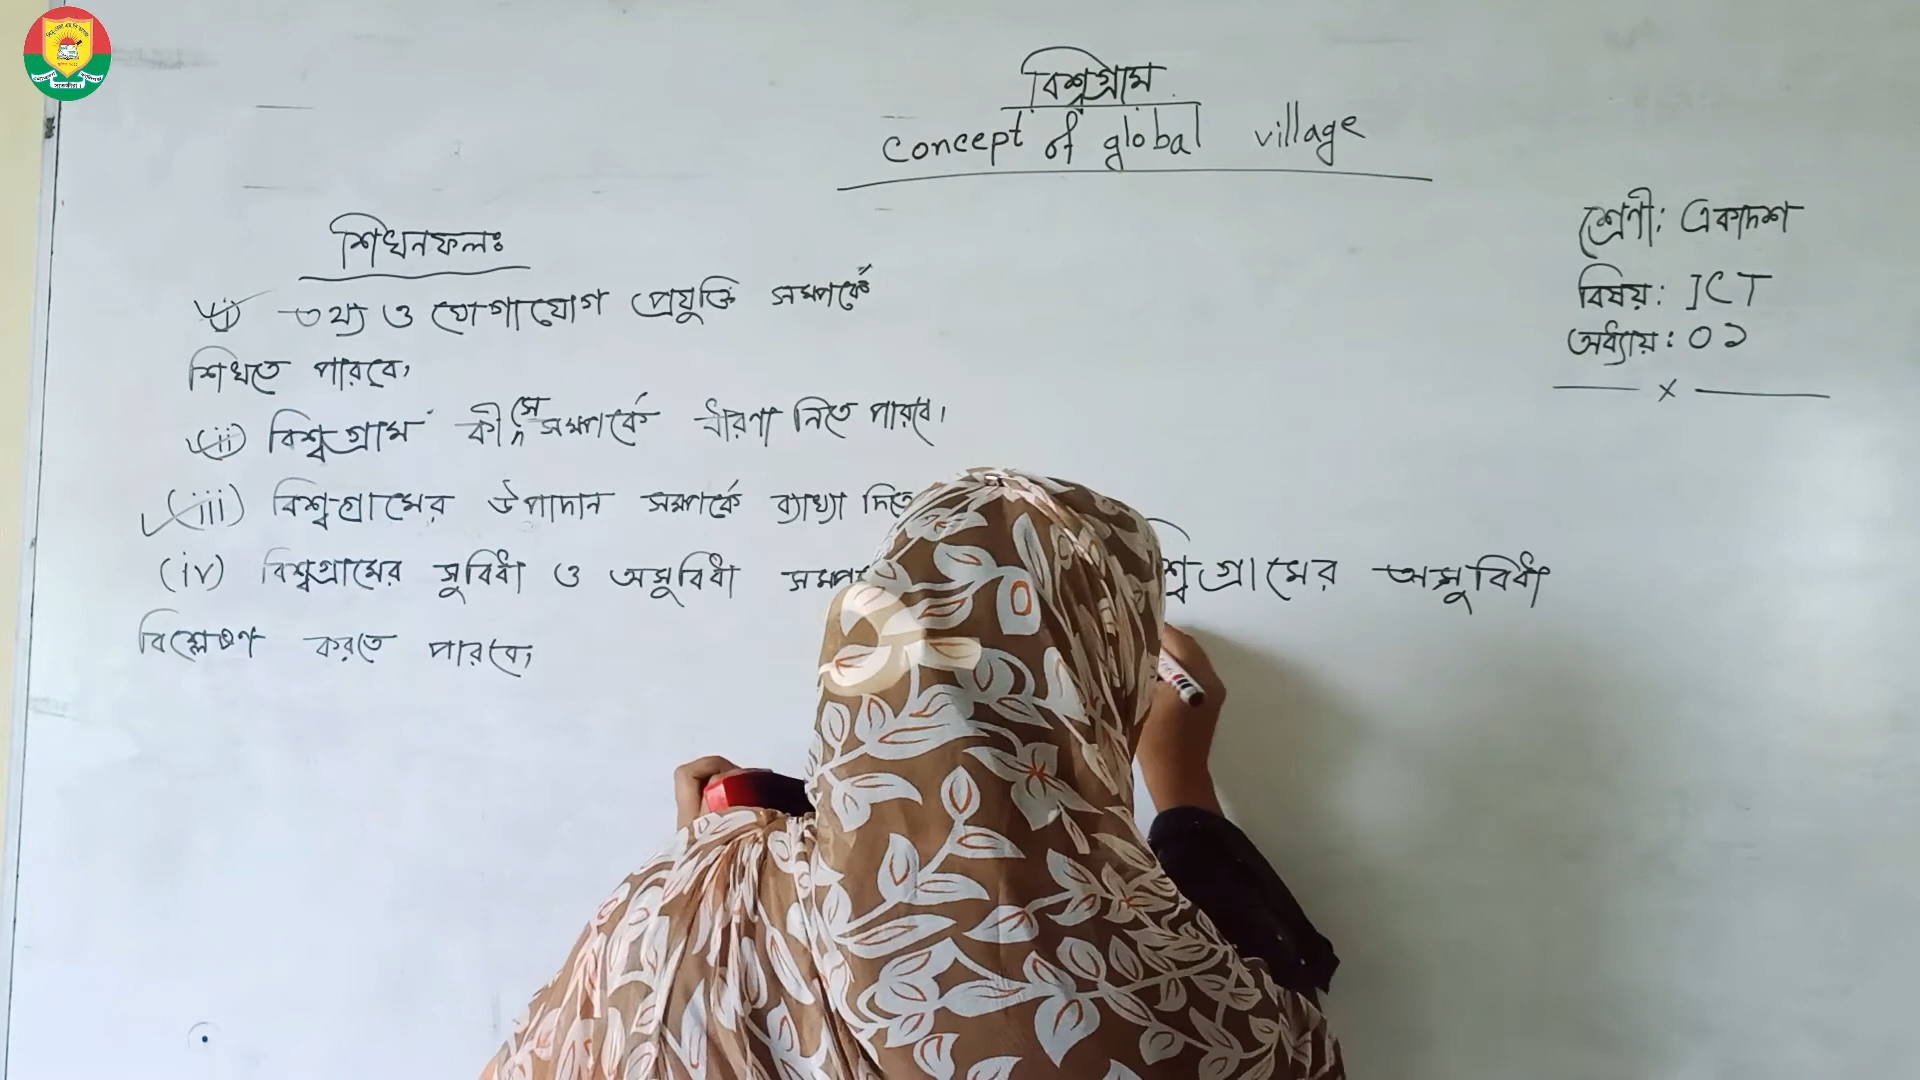 বিশ্বগ্রাম
concept of global village
শ্রেণী: একাদশ
বিষয়: ICT
অধ্যায়: ০১
x
শিখনফলঃ
(i) তথ্য ও যোগাযোগ প্রযুক্তি সম্পর্কে
শিখতে পারবে,
(ii) বিশ্বগ্রাম কী সে সম্পর্কে ধারণা নিতে পারবে।
(iii) বিশ্বগ্রামের উপাদান সম্পর্কে ব্যাখ্যা দিতে
(iv) বিশ্বগ্রামের সুবিধা ও অসুবিধা
বিশ্লেষণ করতে পারবে,
শ্বগ্রামের অসুবিধা